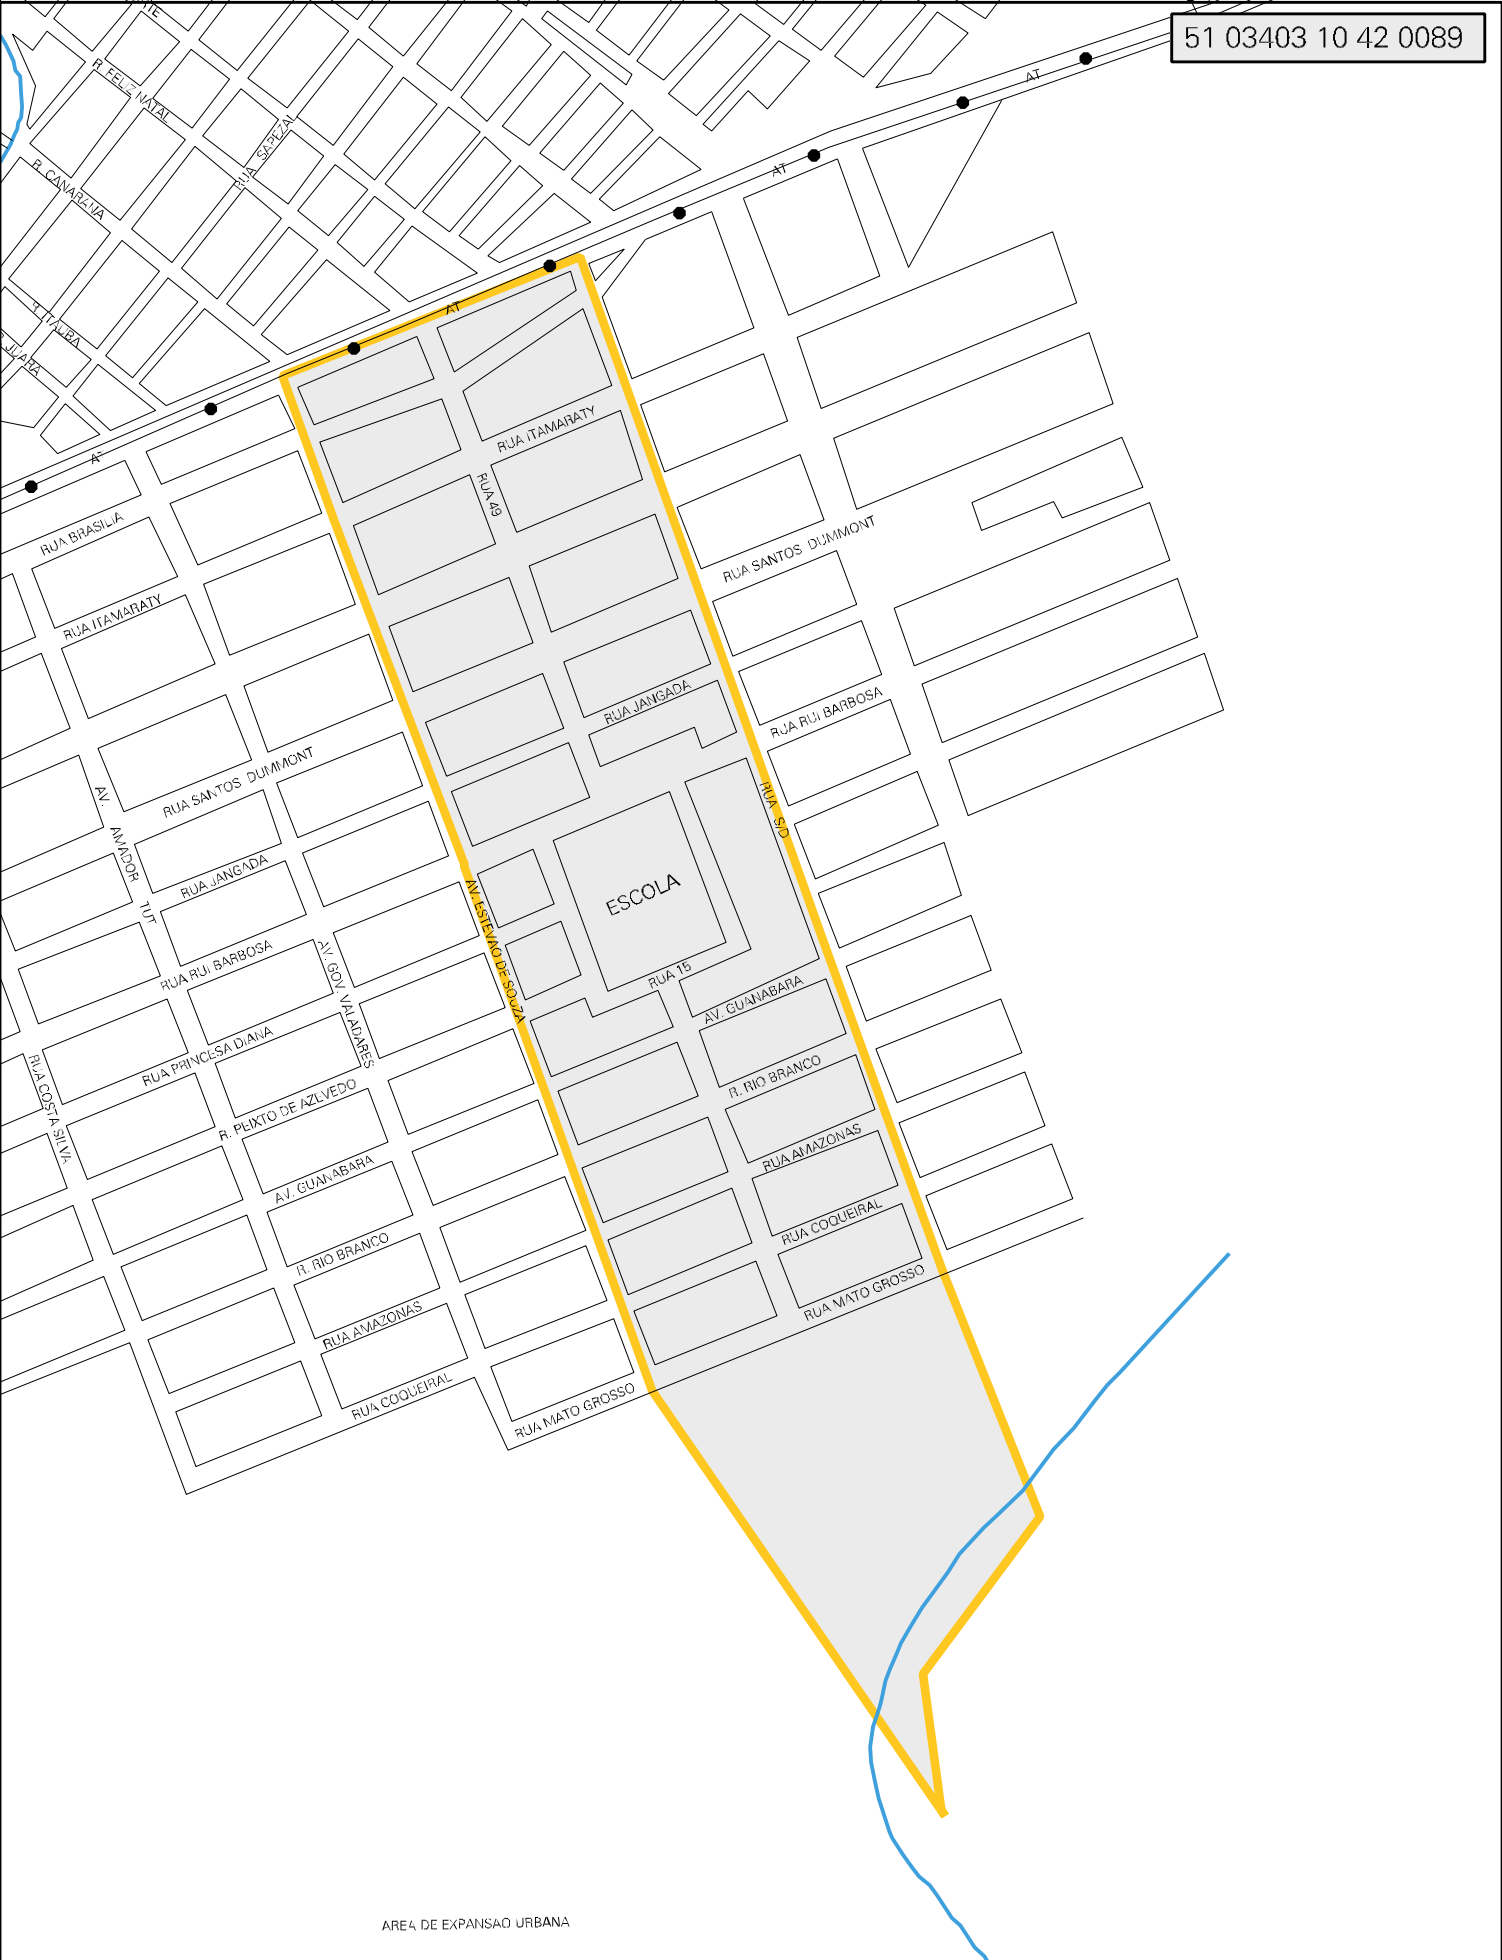 51 03403 10 42 0089
AT
R. FELIZ NATAL
RUA SAPEZAL
AT
R. CANARANA
AT
R. ITAUBA
JUARA
RUA ITAMARATY
AT
RUA 49
RUA BRASILIA
RUA SANTOS DUMMONT
RUA ITAMARATY
RUA JANGADA
RUA RUI BARBOSA
RUA SANTOS DUMMONT
RUA S/D
AV. AMADOR TUT
RUA JANGADA
ESCOLA
AV. ESTEVAO DE SOUZA
RUA RUI BARBOSA
AV. GOV. VALADARES
RUA 15
AV. GUANABARA
RUA PRINCESA DIANA
RUA COSTA SILVA
R. RIO BRANCO
R. PEIXTO DE AZEVEDO
RUA AMAZONAS
AV. GUANABARA
RUA COQUEIRAL
R. RIO BRANCO
RUA MATO GROSSO
RUA AMAZONAS
RUA COQUEIRAL
RUA MATO GROSSO
AREA DE EXPANSAO URBANA